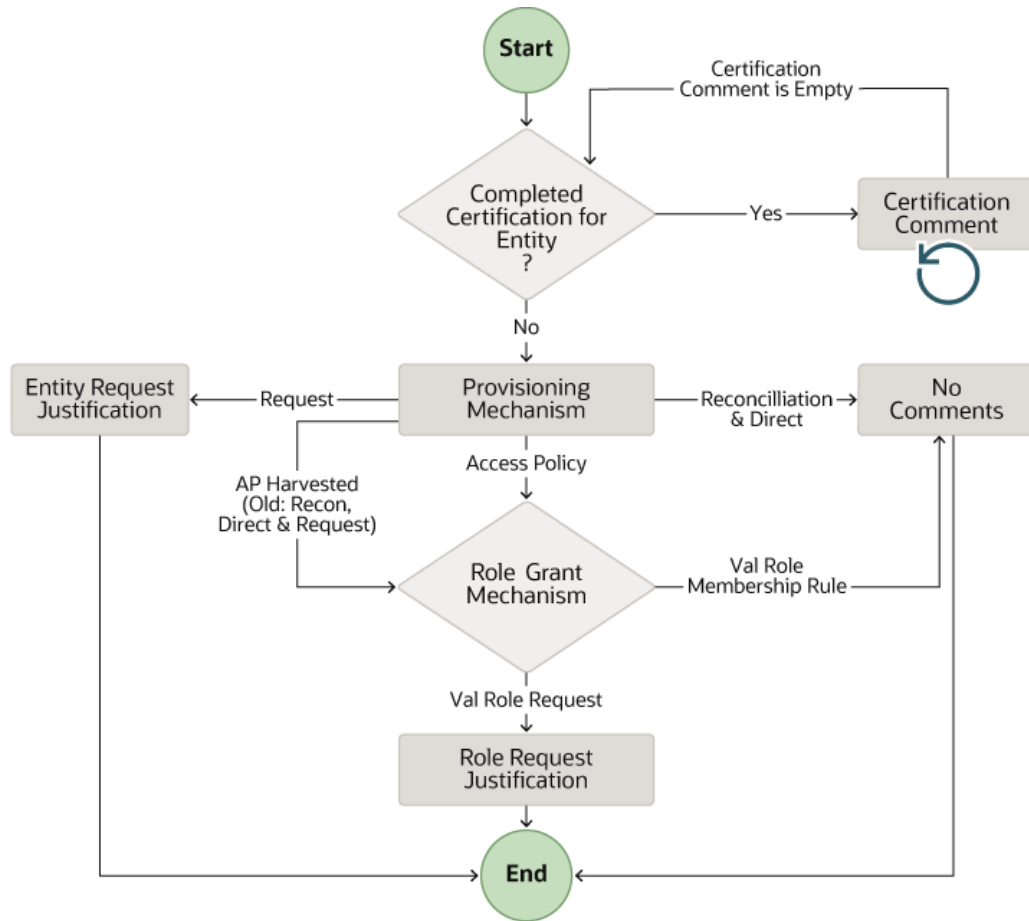 Start
Certification
Comment is Empty
Completed
Certification for
Entity
?
Yes
Certification
Comment
No
Entity Request
Justification
Request
Provisioning
Mechanism
Reconcilliation
& Direct
No
Comments
Access Policy
AP Harvested
(Old: Recon,
Direct & Request)
Role Grant
Mechanism
Val Role
Membership Rule
Val Role Request
Role Request
Justification
End